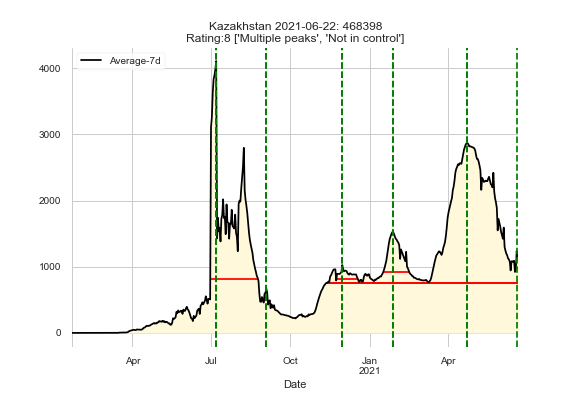 Kazakhstan 2021-06-22: 468398
Rating:8 ['Multiple peaks', 'Not in control']
Average-7d
4000
3000
2000
1000
0
Apr
Jul
Oct
Jan
2021
Apr
Date